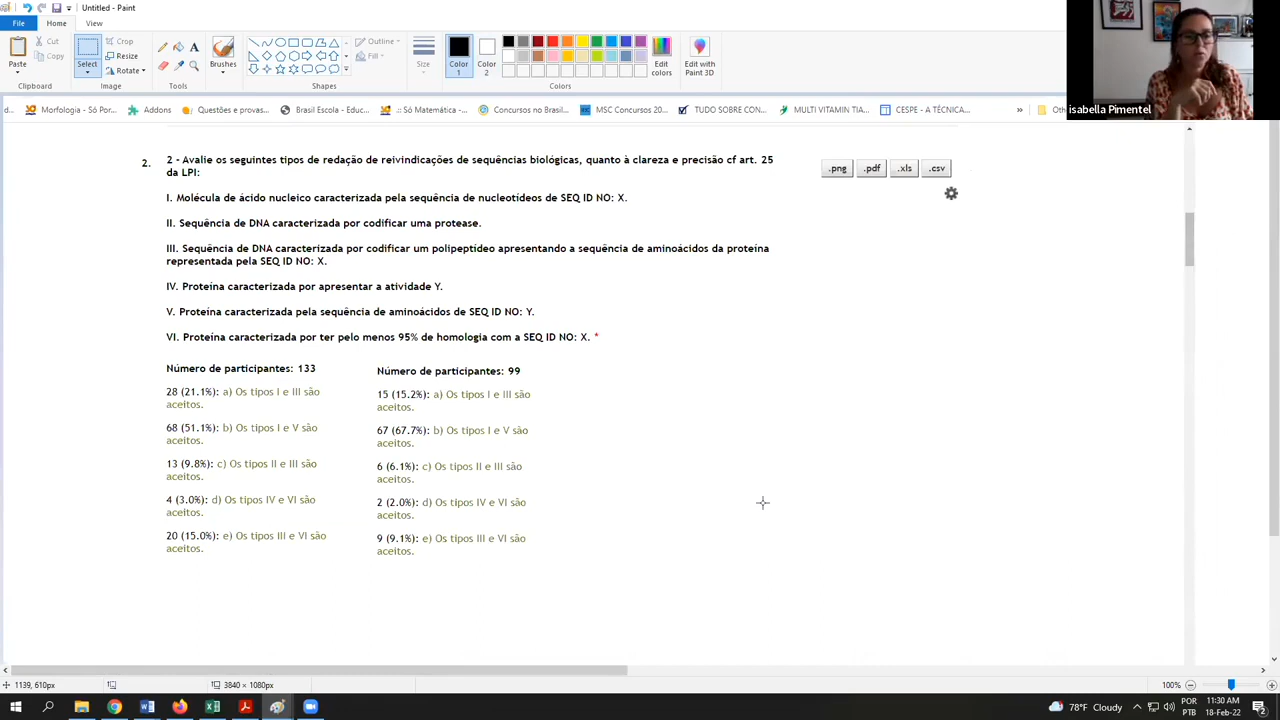 Untitled - Paint
File
Home
View
Paste
Cut
Copy
Clipboard
Select
Crop
Resize
Rotate
Image
Tools
Brushes
Shapes
Outline
Fill
Size
Color 1
Color 2
Edit colors
Edit with Paint 3D
Colors
isabella Pimentel
d...
Morfologia - Só Por...
Addons
Questões e provas...
Brasil Escola - Educ...
.:: Só Matemática -...
Concursos no Brasil...
MSC Concursos 20...
TUDO SOBRE CON...
MULTI VITAMIN TIA...
CESPE - A TÉCNICA...
»
Oth
2.
2 - Avalie os seguintes tipos de redação de reivindicações de sequências biológicas, quanto à clareza e precisão cf art. 25
da LPI:
.png
.pdf
.xls
.csv
I. Molécula de ácido nucleico caracterizada pela sequência de nucleotídeos de SEQ ID NO: X.
II. Sequência de DNA caracterizada por codificar uma protease.
III. Sequência de DNA caracterizada por codificar um polipeptídeo apresentando a sequência de aminoácidos da proteína
representada pela SEQ ID NO: X.
IV. Proteína caracterizada por apresentar a atividade Y.
V. Proteína caracterizada pela sequência de aminoácidos de SEQ ID NO: Y.
VI. Proteína caracterizada por ter pelo menos 95% de homologia com a SEQ ID NO: X. *
Número de participantes: 133
28 (21.1%): a) Os tipos I e III são
aceitos.
68 (51.1%): b) Os tipos I e V são
aceitos.
13 (9.8%): c) Os tipos II e III são
aceitos.
4 (3.0%): d) Os tipos IV e VI são
aceitos.
20 (15.0%): e) Os tipos III e VI são
aceitos.
Número de participantes: 99
15 (15.2%): a) Os tipos I e III são
aceitos.
67 (67.7%): b) Os tipos I e V são
aceitos.
6 (6.1%): c) Os tipos II e III são
aceitos.
2 (2.0%): d) Os tipos IV e VI são
aceitos.
9 (9.1%): e) Os tipos III e VI são
aceitos.
1139, 610px
3840 × 1080px
100%
78°F Cloudy
POR
PTB
11:30 AM
18-Feb-22
2